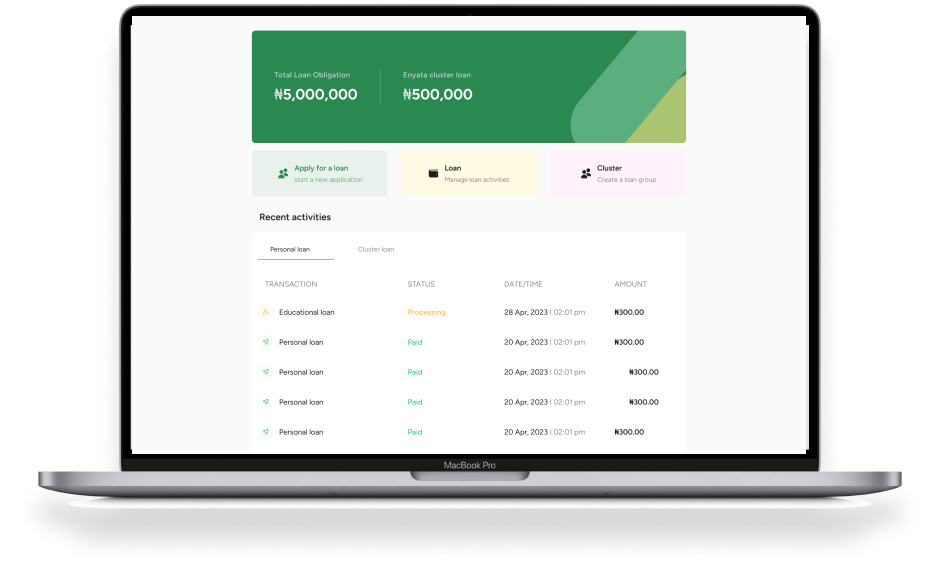 Total Loan Obligation Enyata cluster loan
₦5,000,000 ₦500,000
Apply for a loan Loan Cluster
start a new application Manage loan activities Create a loan group
Recent activities
Personal loan Cluster loan
TRANSACTION STATUS DATE/TIME AMOUNT
Educational loan Processing 28 Apr, 2023 | 02:01 pm ₦300.00
Personal loan Paid 20 Apr, 2023 | 02:01 pm ₦300.00
Personal loan Paid 20 Apr, 2023 | 02:01 pm ₦300.00
Personal loan Paid 20 Apr, 2023 | 02:01 pm ₦300.00
Personal loan Paid 20 Apr, 2023 | 02:01 pm ₦300.00
MacBook Pro